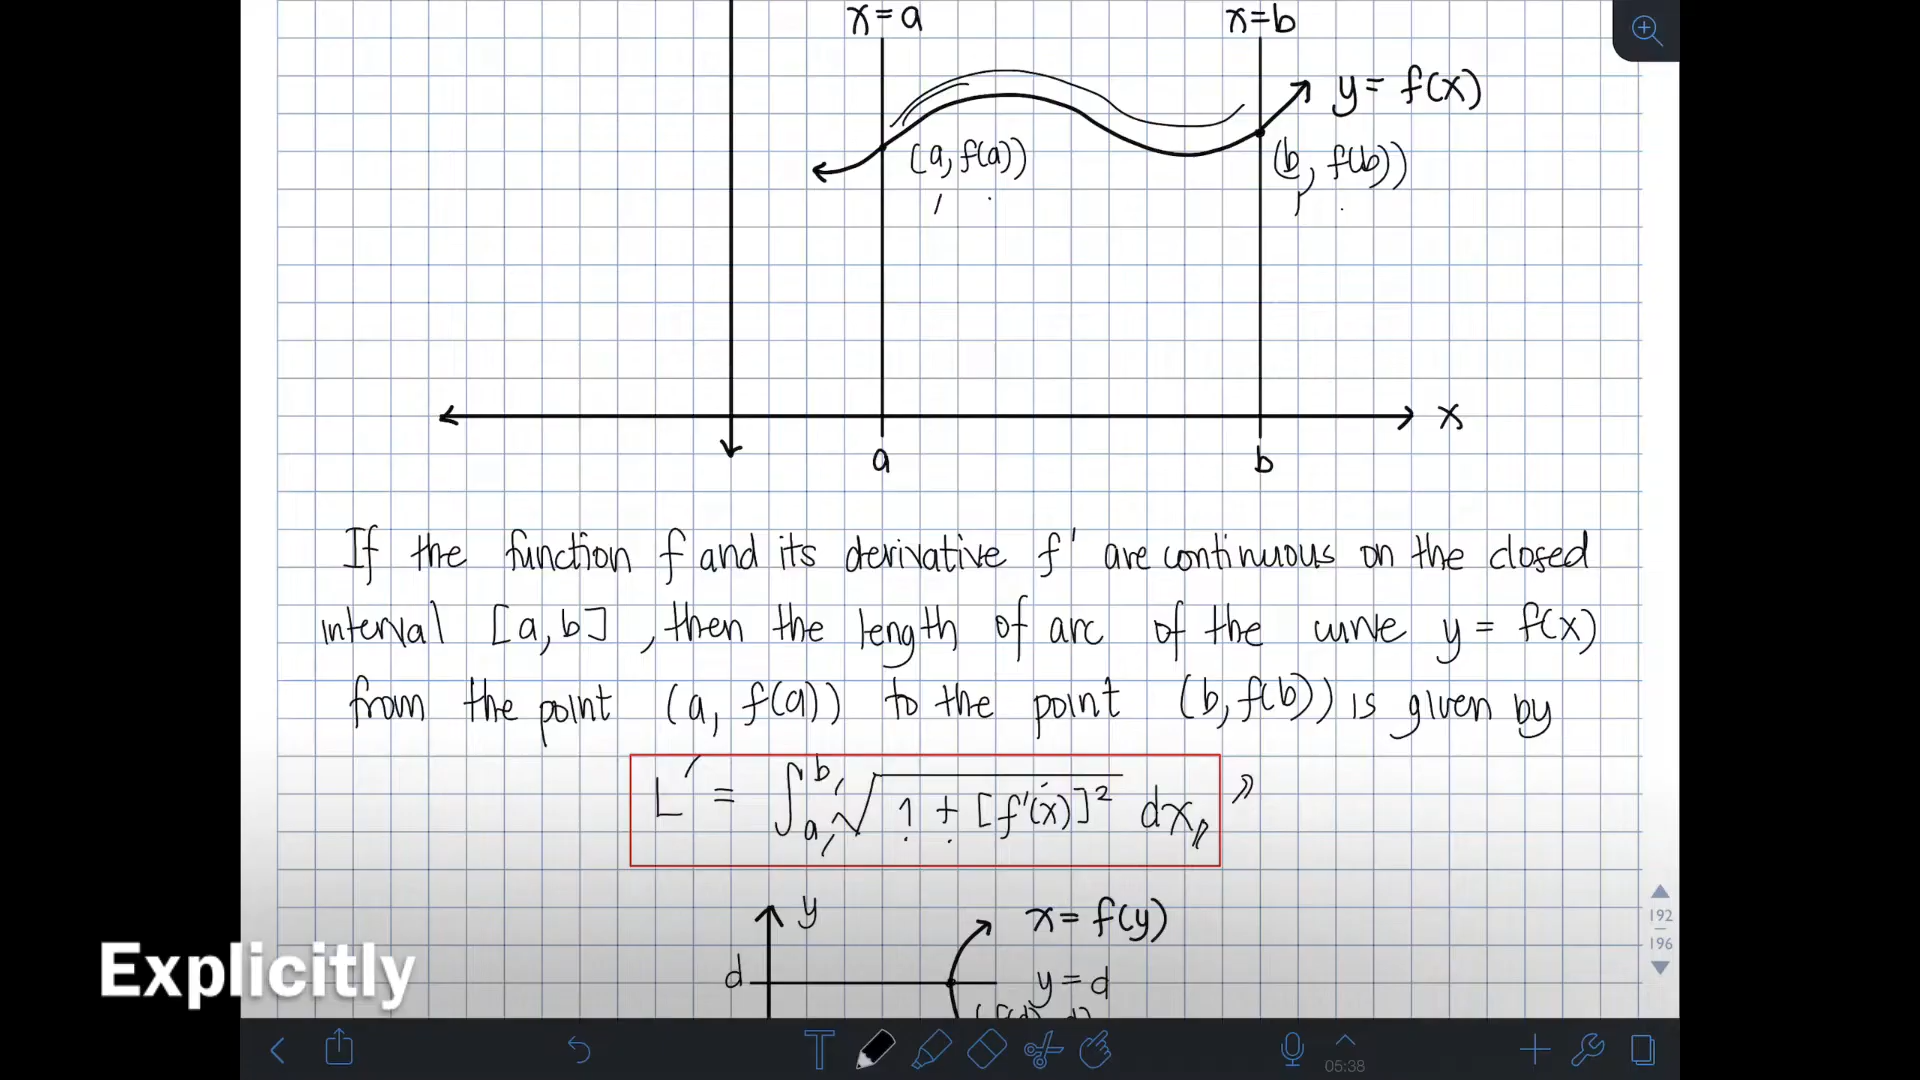 x=a x=b
y= f(x)
(a, f(a)) (b, f(b))
x
a b
If the function f and its derivative f' are continuous on the closed
interval [a,b] , then the length of arc of the curve y = f(x)
from the point (a, f(a)) to the point (b, f(b)) is given by
L = ∫ₐᵇ √(1 + [f'(x)]²) dx
y x= f(y)
d y = d
192
196
Explicitly
05:38